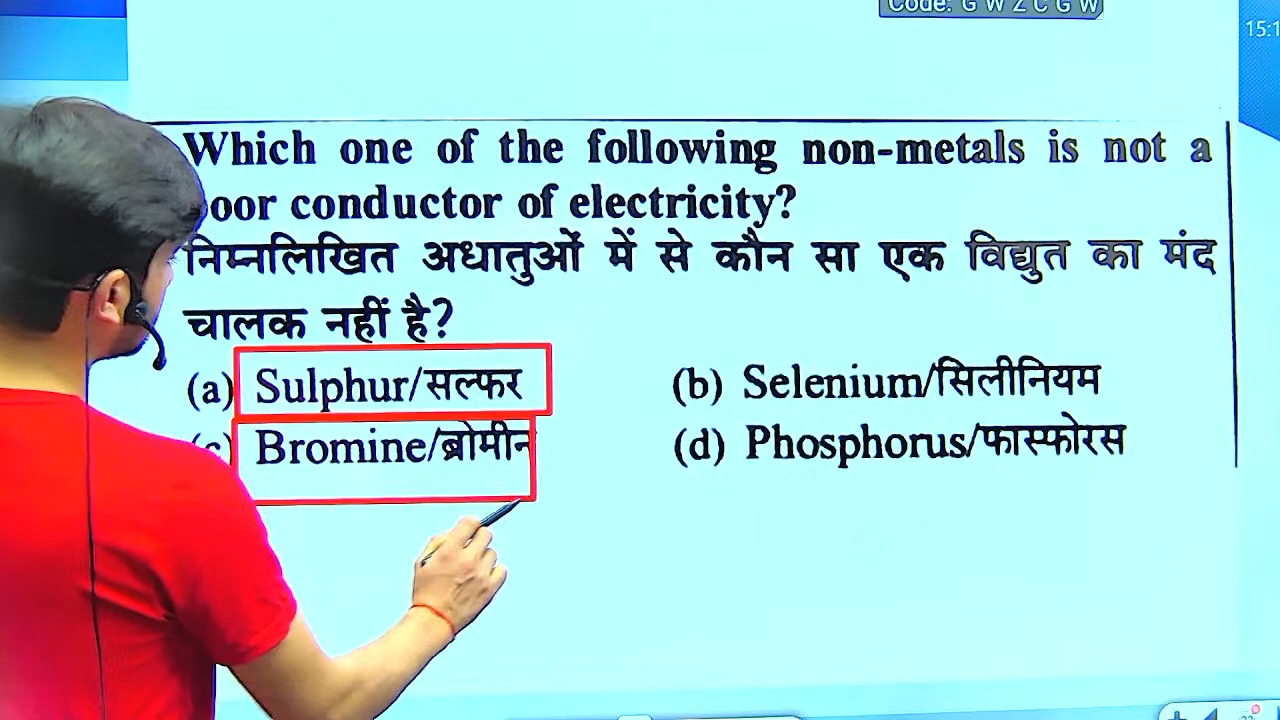 Code: G W Z C G W
15:1
Which one of the following non-metals is not a
oor conductor of electricity?
निम्नलिखित अधातुओं में से कौन सा एक विद्युत का मंद
चालक नहीं है?
(a) Sulphur/सल्फर (b) Selenium/सिलीनियम
(c) Bromine/ब्रोमीन (d) Phosphorus/फास्फोरस